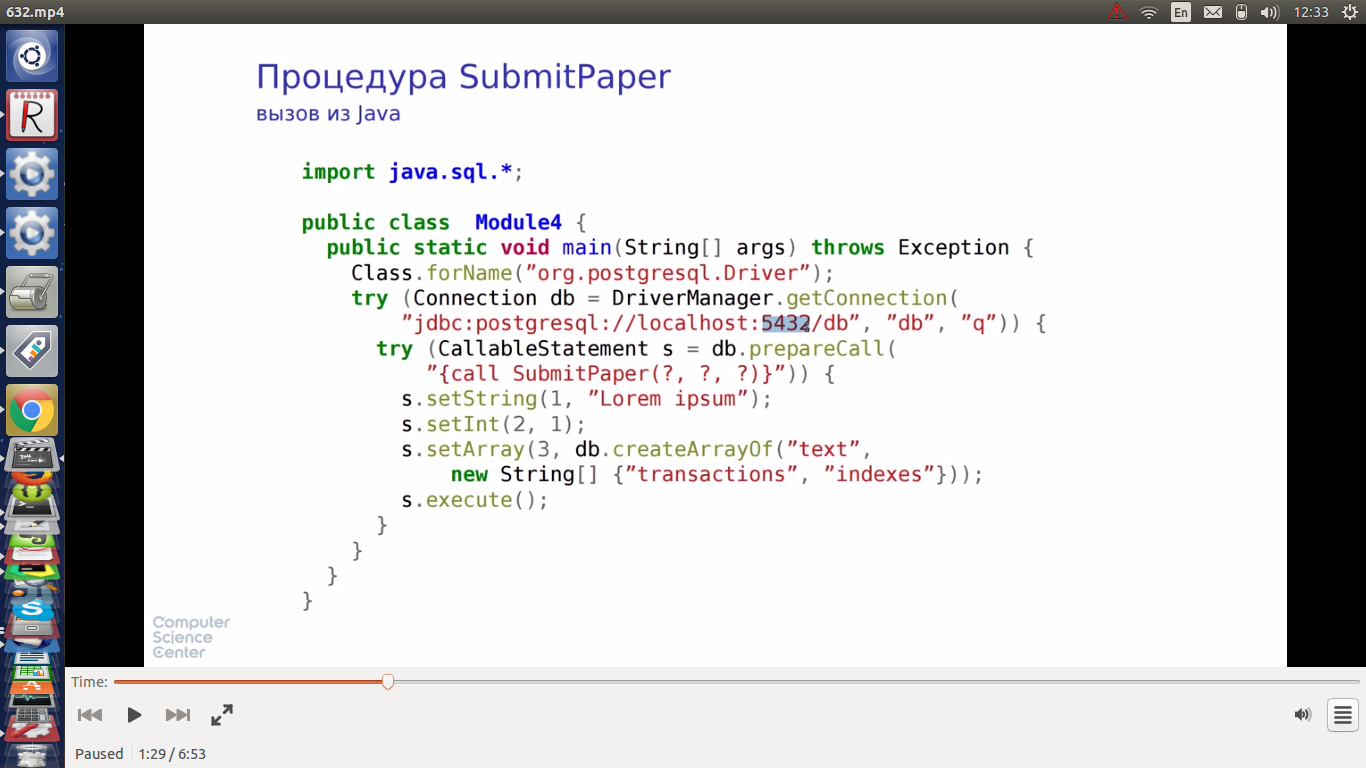 632.mp4
En
12:33
Процедура SubmitPaper
вызов из Java
import java.sql.*;
public class  Module4 {
public static void main(String[] args) throws Exception {
Class.forName(”org.postgresql.Driver”);
try (Connection db = DriverManager.getConnection(
”jdbc:postgresql://localhost:5432/db”, ”db”, ”q”)) {
try (CallableStatement s = db.prepareCall(
”{call SubmitPaper(?, ?, ?)}”)) {
s.setString(1, ”Lorem ipsum”);
s.setInt(2, 1);
s.setArray(3, db.createArrayOf(”text”,
new String[] {”transactions”, ”indexes”}));
s.execute();
}
}
}
}
Computer
Science
Center
Time:
Paused
1:29 / 6:53